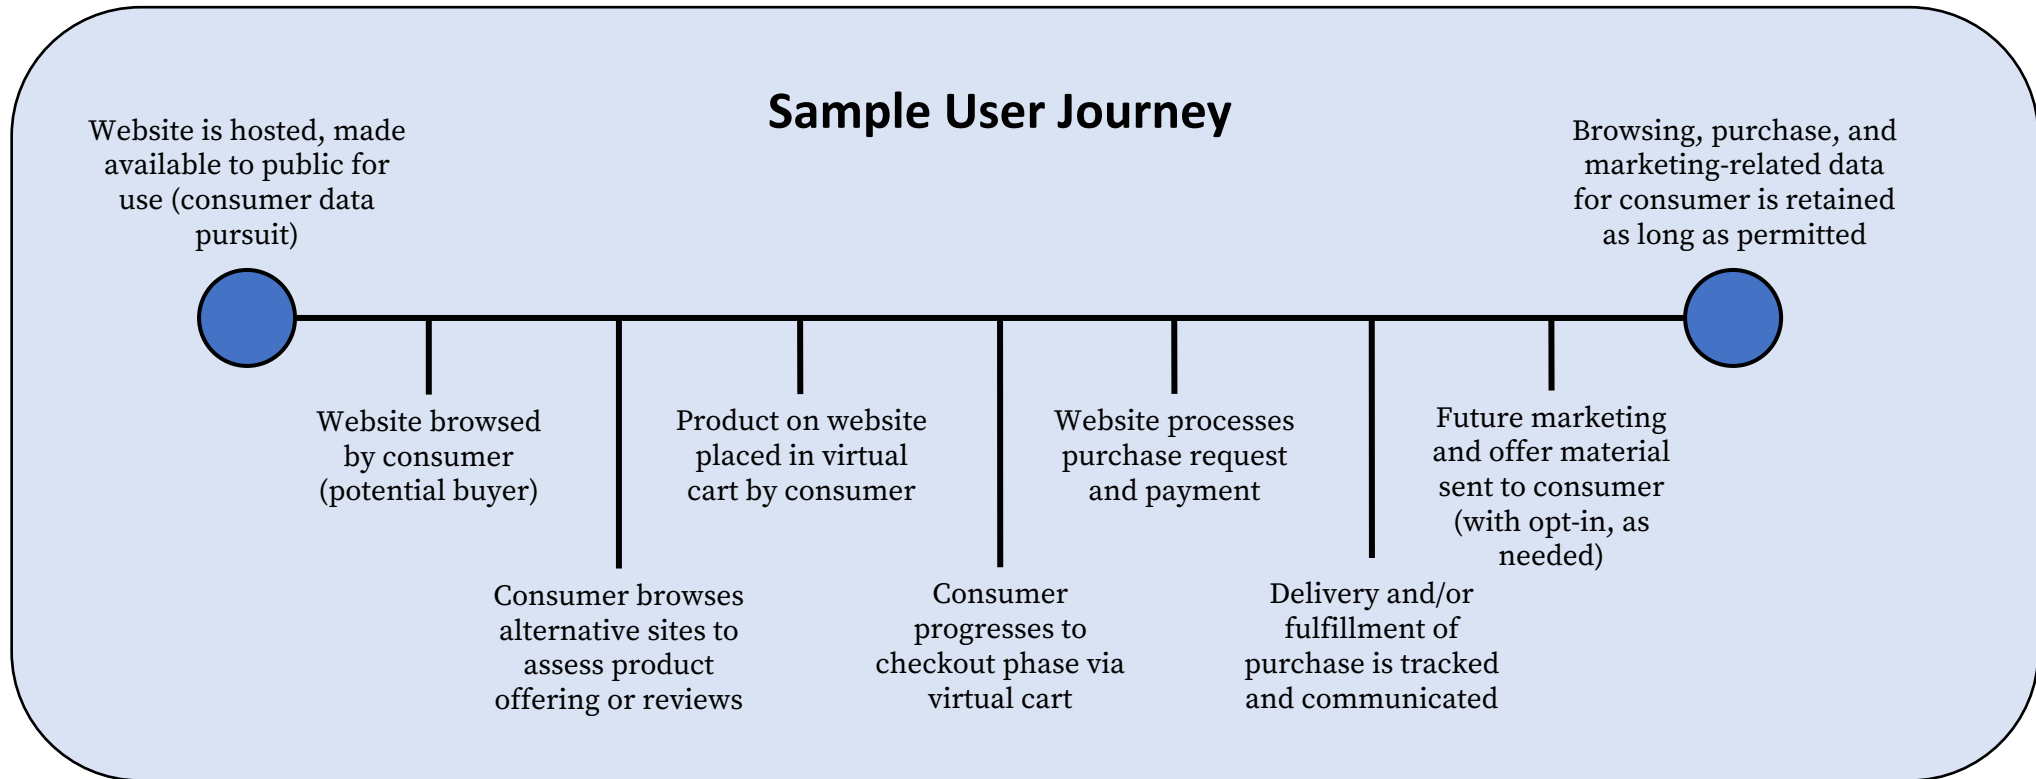 Sample User Journey
Website is hosted, made
available to public for
use (consumer data
pursuit)
Browsing, purchase, and
marketing-related data
for consumer is retained
as long as permitted
Website browsed
by consumer
(potential buyer)
Consumer browses
alternative sites to
assess product
offering or reviews
Product on website
placed in virtual
cart by consumer
Consumer
progresses to
checkout phase via
virtual cart
Website processes
purchase request
and payment
Delivery and/or
fulfillment of
purchase is tracked
and communicated
Future marketing
and offer material
sent to consumer
(with opt-in, as
needed)